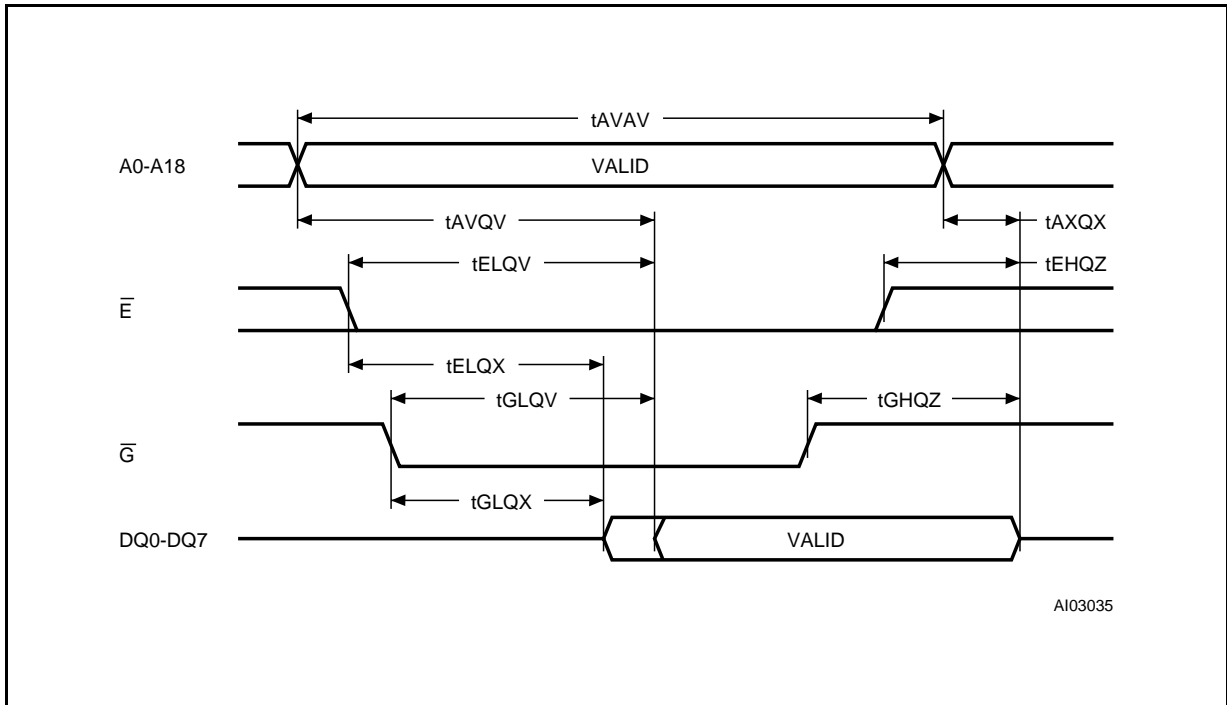 tAVAV
A0-A18
VALID
tAVQV
tAXQX
tELQV
tEHQZ
E̅
tELQX
tGLQV
tGHQZ
G̅
tGLQX
DQ0-DQ7
VALID
AI03035